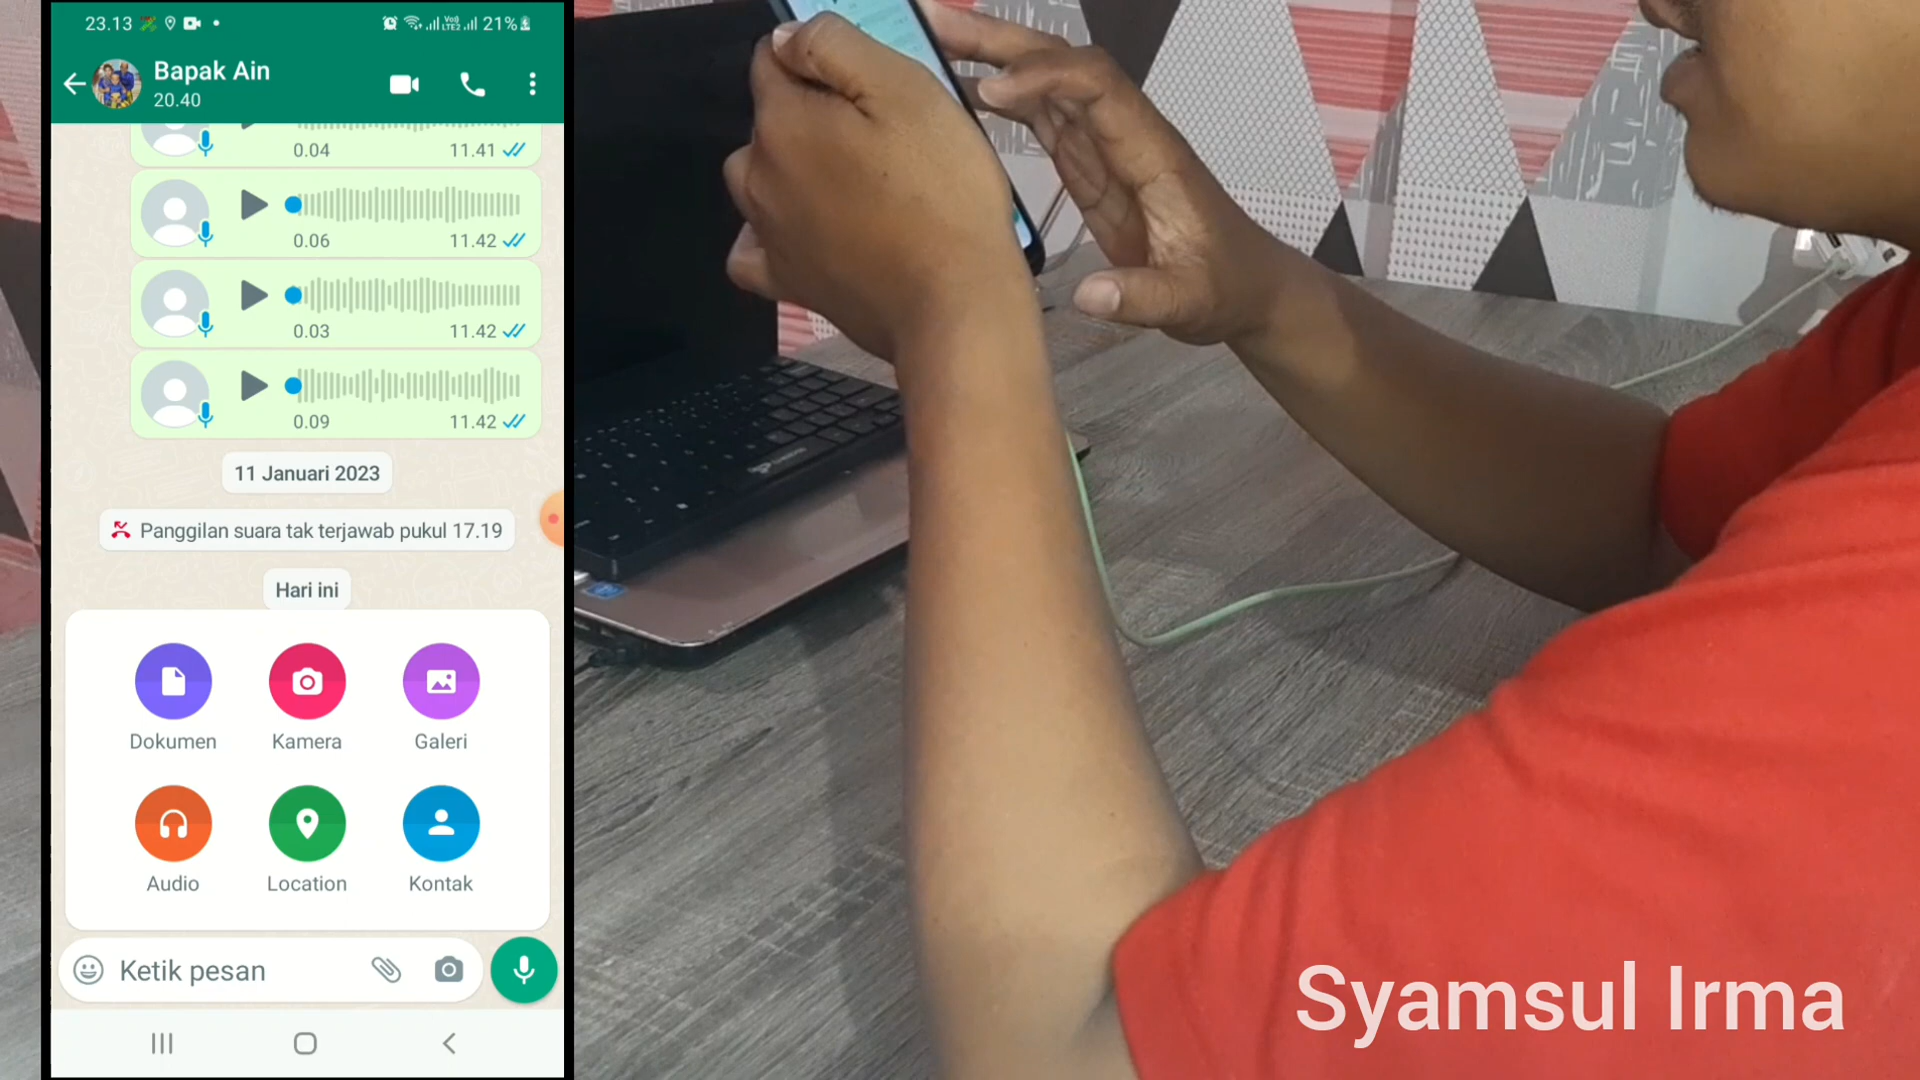 23.13
Vo))
LTE2
21%
Bapak Ain
20.40
0.04 11.41
0.06 11.42
0.03 11.42
0.09 11.42
11 Januari 2023
Panggilan suara tak terjawab pukul 17.19
Hari ini
Dokumen Kamera Galeri
Audio Location Kontak
Ketik pesan
Syamsul Irma